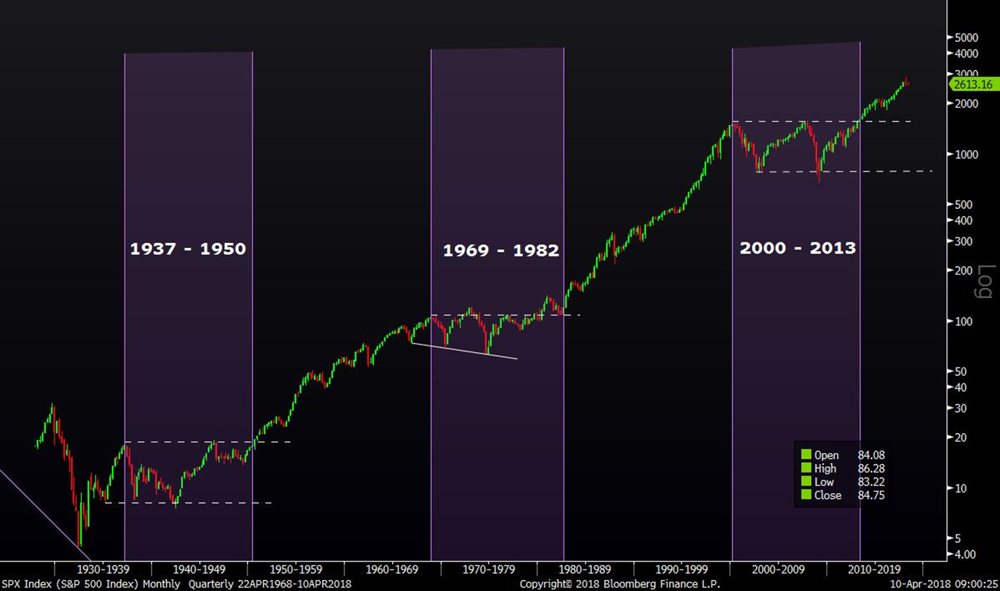 5000
4000
3000
2613.16
2000
1000
500
400
300
200
100
50
40
30
20
10
5
4.00
Log
1937 - 1950
1969 - 1982
2000 - 2013
Open 84.08
High 86.28
Low 83.22
Close 84.75
1930-1939 1940-1949 1950-1959 1960-1969 1970-1979 1980-1989 1990-1999 2000-2009 2010-2019
SPX Index (S&P 500 Index) Monthly Quarterly 22APR1968-10APR2018 Copyright© 2018 Bloomberg Finance L.P. 10-Apr-2018 09:00:25